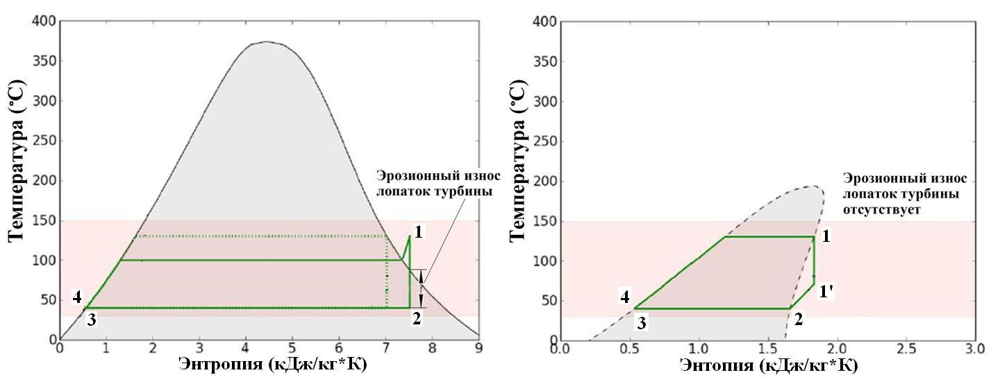 400
350
300
250
200
150
100
50
0
Температура (°C)
Эрозионный износ
лопаток турбины
1
2
3
4
0 1 2 3 4 5 6 7 8 9
Энтропия (кДж/кг*К)
400
350
300
250
200
150
100
50
0
Температура (°C)
Эрозионный износ
лопаток турбины
отсутствует
1
1'
2
3
4
0.0 0.5 1.0 1.5 2.0 2.5 3.0
Энтопия (кДж/кг*К)